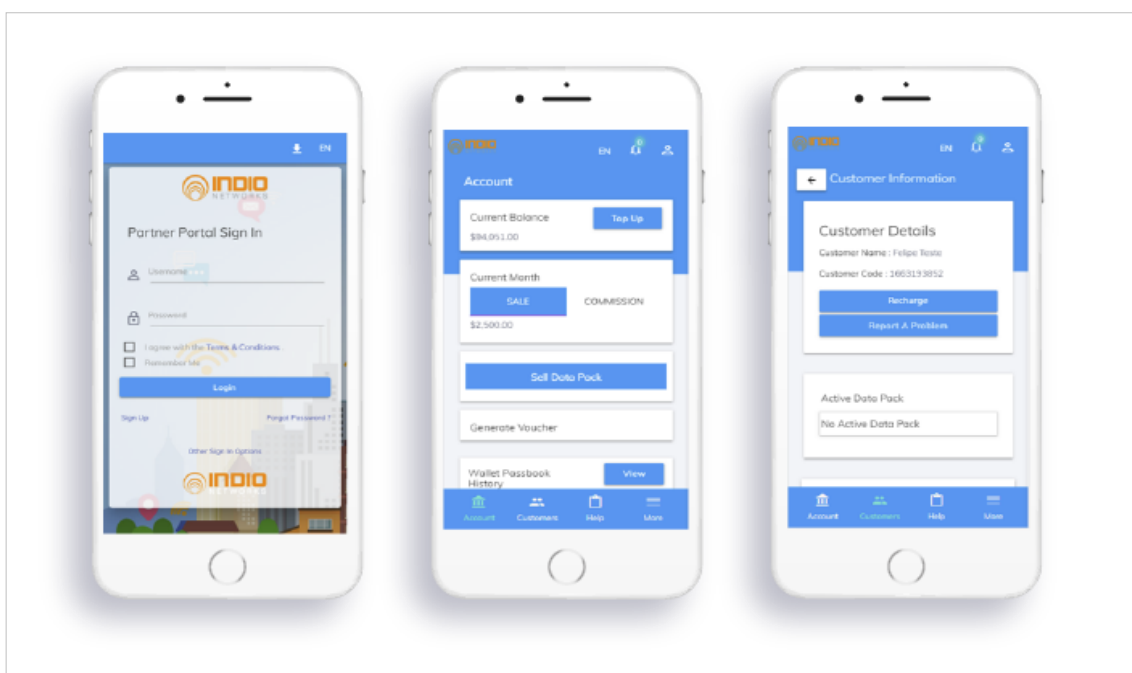 EN
INDIO
NETWORKS
Partner Portal Sign In
Username
Password
I agree with the Terms & Conditions.
Remember Me
Login
Sign Up
Forgot Password ?
Other Sign In Options
INDIO
NETWORKS
INDIO
EN
Account
Current Balance
Top Up
$94,051.00
Current Month
SALE
COMMISSION
$2,500.00
Sell Data Pack
Generate Voucher
Wallet Passbook
History
View
Account
Customers
Help
More
INDIO
EN
Customer Information
Customer Details
Customer Name : Felipe Teste
Customer Code : 1663193852
Recharge
Report A Problem
Active Data Pack
No Active Data Pack
Account
Customers
Help
More